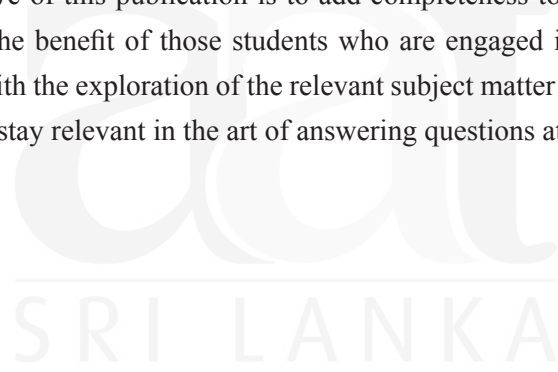 ve of this publication is to add completeness to
he benefit of those students who are engaged i
ith the exploration of the relevant subject matter
stay relevant in the art of answering questions at
aat
SRI LANKA